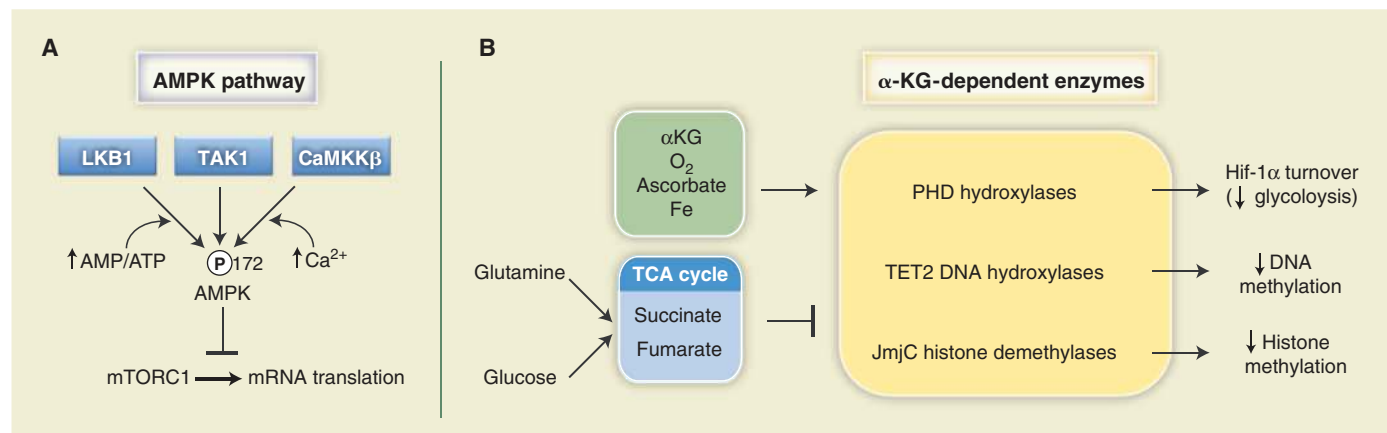 A
AMPK pathway
LKB1
TAK1
CaMKKβ
↑AMP/ATP
P 172
↑Ca²⁺
AMPK
mTORC1 → mRNA translation
B
α-KG-dependent enzymes
αKG
O₂
Ascorbate
Fe
Glutamine
Glucose
TCA cycle
Succinate
Fumarate
PHD hydroxylases
TET2 DNA hydroxylases
JmjC histone demethylases
Hif-1α turnover
(↓ glycoloysis)
↓ DNA
methylation
↓ Histone
methylation